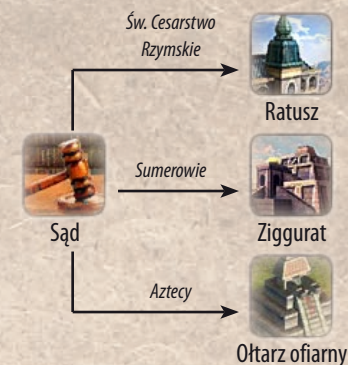 Św. Cesarstwo
Rzymskie
Ratusz
Sumerowie
Sąd
Ziggurat
Aztecy
Ołtarz ofiarny